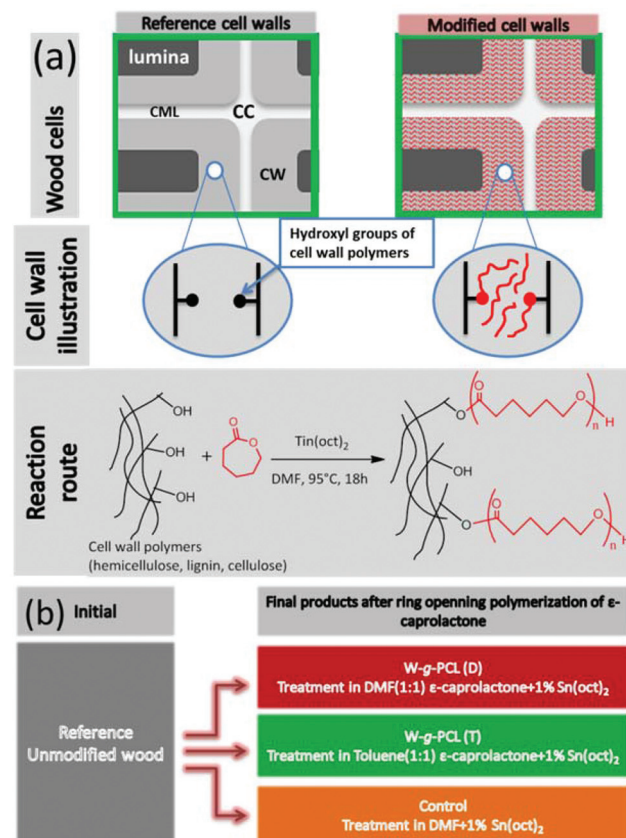 Reference cell walls
Modified cell walls
(a)
Wood cells
lumina
CML
CC
CW
Hydroxyl groups of
cell wall polymers
Cell wall
illustration
Reaction
route
OH
OH
OH
+
O
O
Tin(oct)2
DMF, 95°C, 18h
Cell wall polymers
(hemicellulose, lignin, cellulose)
O
O
O
n
H
OH
O
O
O
n
H
(b)
Initial
Final products after ring openning polymerization of ε-
caprolactone
Reference
Unmodified wood
W-g-PCL (D)
Treatment in DMF(1:1) ε-caprolactone+1% Sn(oct)2
W-g-PCL (T)
Treatment in Toluene(1:1) ε-caprolactone+1% Sn(oct)2
Control
Treatment in DMF+1% Sn(oct)2